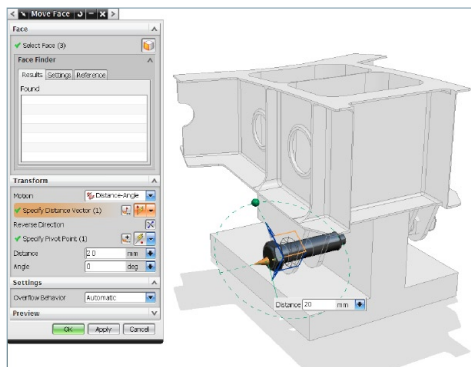 Move Face
Face
Select Face (3)
Face Finder
Results Settings Reference
Found
Transform
Motion Distance-Angle
Specify Distance Vector (1)
Reverse Direction
Specify Pivot Point (1)
Distance 20 mm
Angle 0 deg
Settings
Overflow Behavior Automatic
Preview
OK Apply Cancel
Distance 20 mm